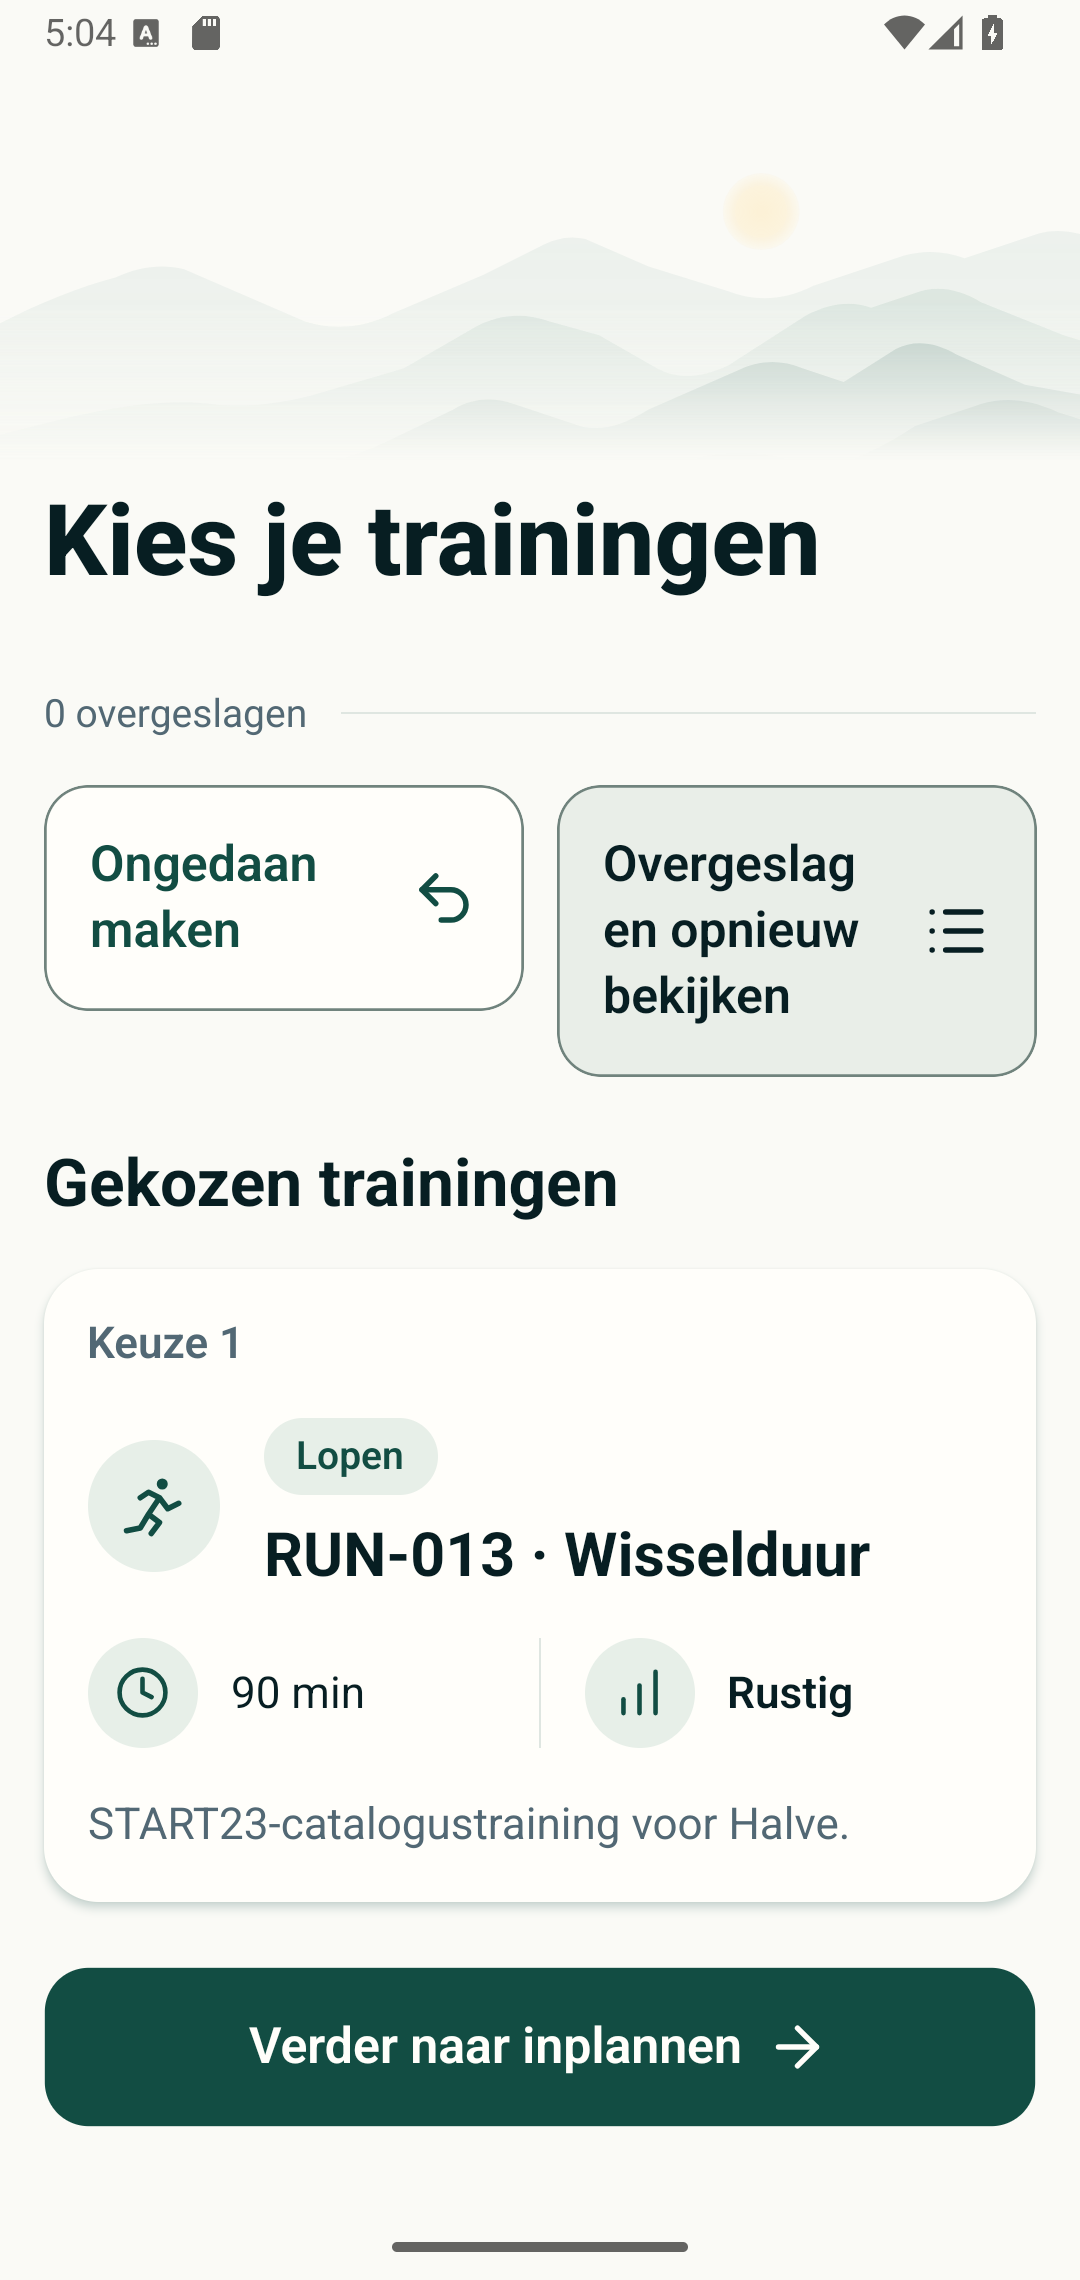 5:04
Kies je trainingen
0 overgeslagen
Ongedaan
maken
Overgeslag
en opnieuw
bekijken
Gekozen trainingen
Keuze 1
Lopen
RUN-013 · Wisselduur
90 min
Rustig
START23-catalogustraining voor Halve.
Verder naar inplannen